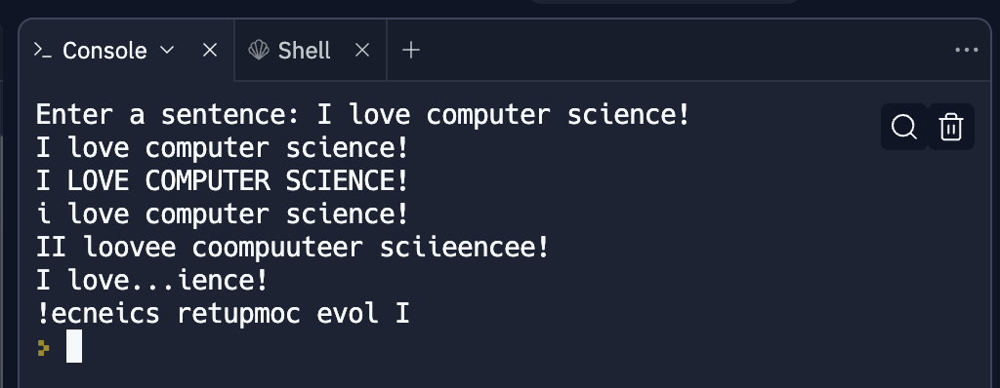 Console
Shell
Enter a sentence: I love computer science!
I love computer science!
I LOVE COMPUTER SCIENCE!
i love computer science!
II loovee coompuuteer sciieencee!
I love...ience!
!ecneics retupmoc evol I